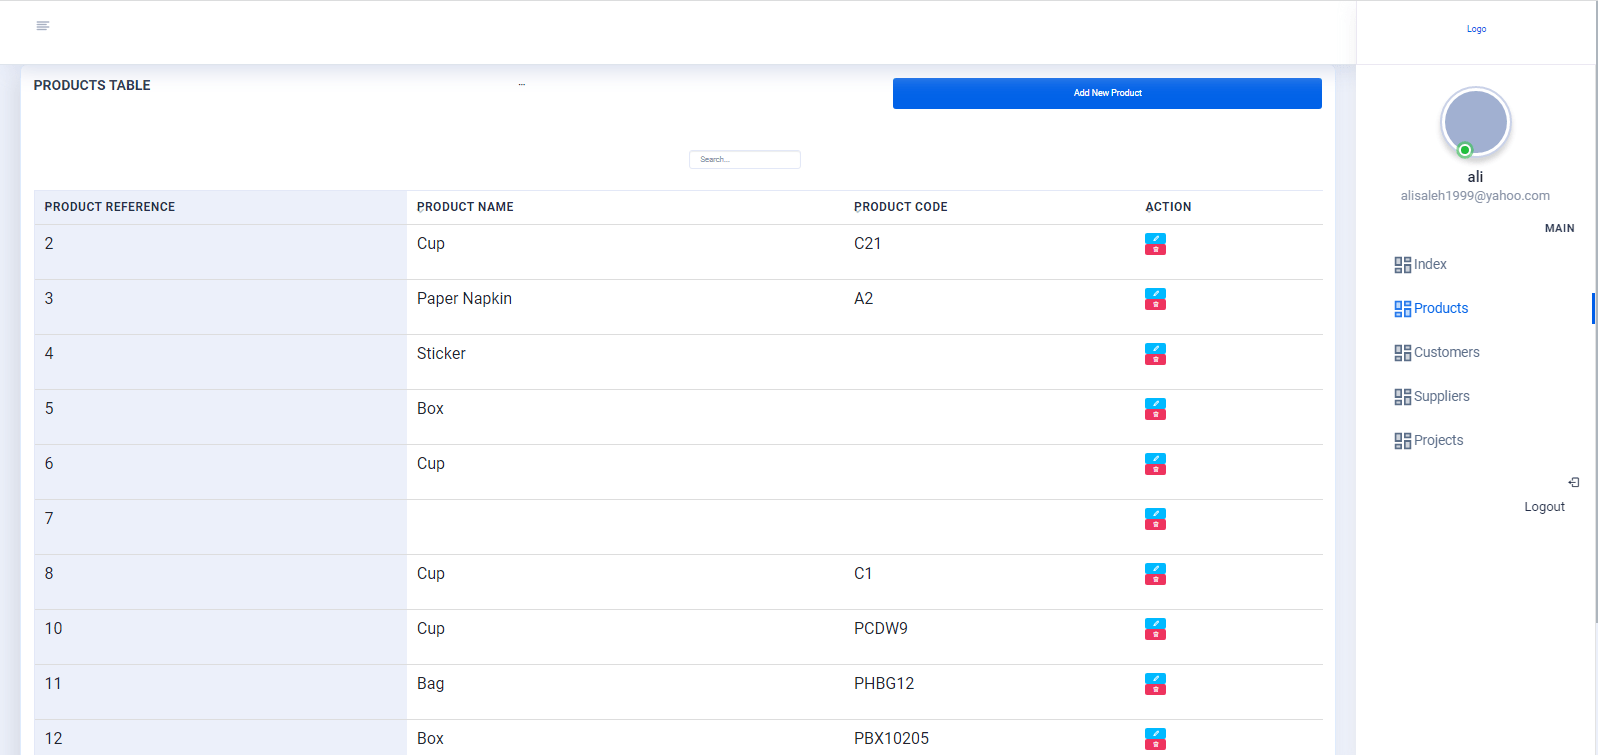 Logo
PRODUCTS TABLE
...
Add New Product
Search...
PRODUCT REFERENCE PRODUCT NAME PRODUCT CODE ACTION
2 Cup C21
3 Paper Napkin A2
4 Sticker
5 Box
6 Cup
7
8 Cup C1
10 Cup PCDW9
11 Bag PHBG12
12 Box PBX10205
ali
alisaleh1999@yahoo.com
MAIN
Index
Products
Customers
Suppliers
Projects
Logout